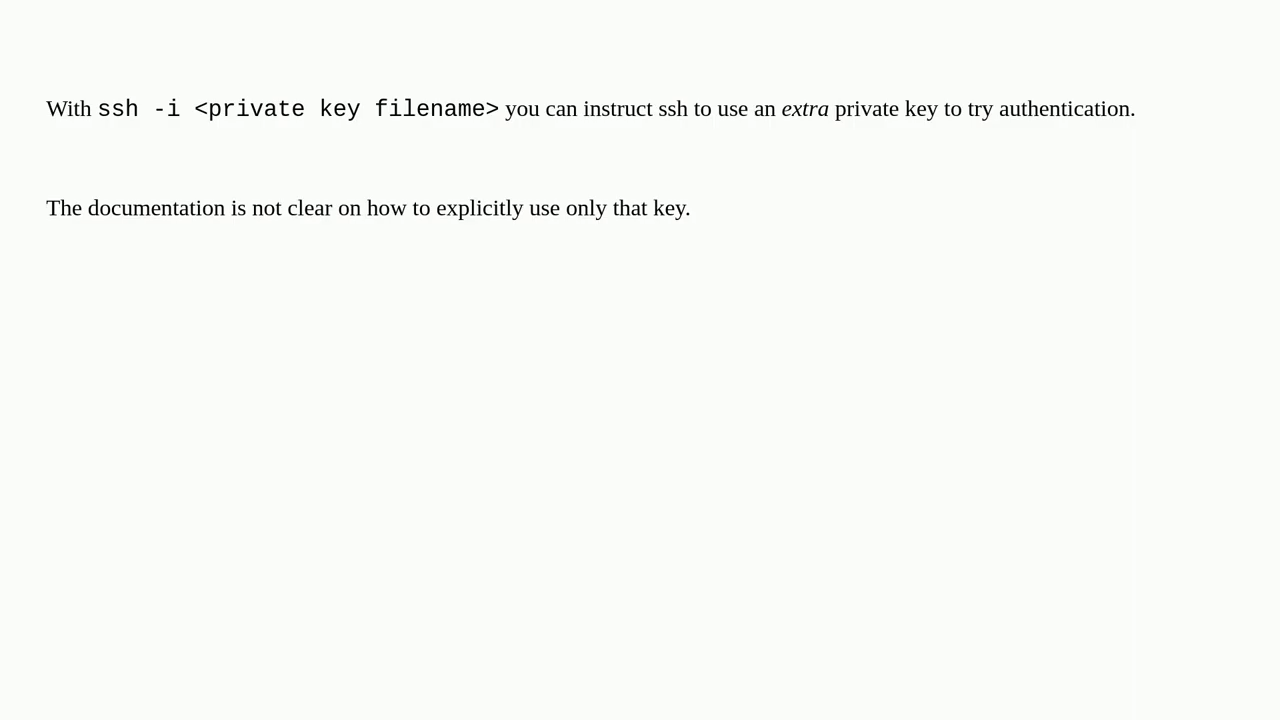 With ssh -i <private key filename> you can instruct ssh to use an extra private key to try authentication.
The documentation is not clear on how to explicitly use only that key.